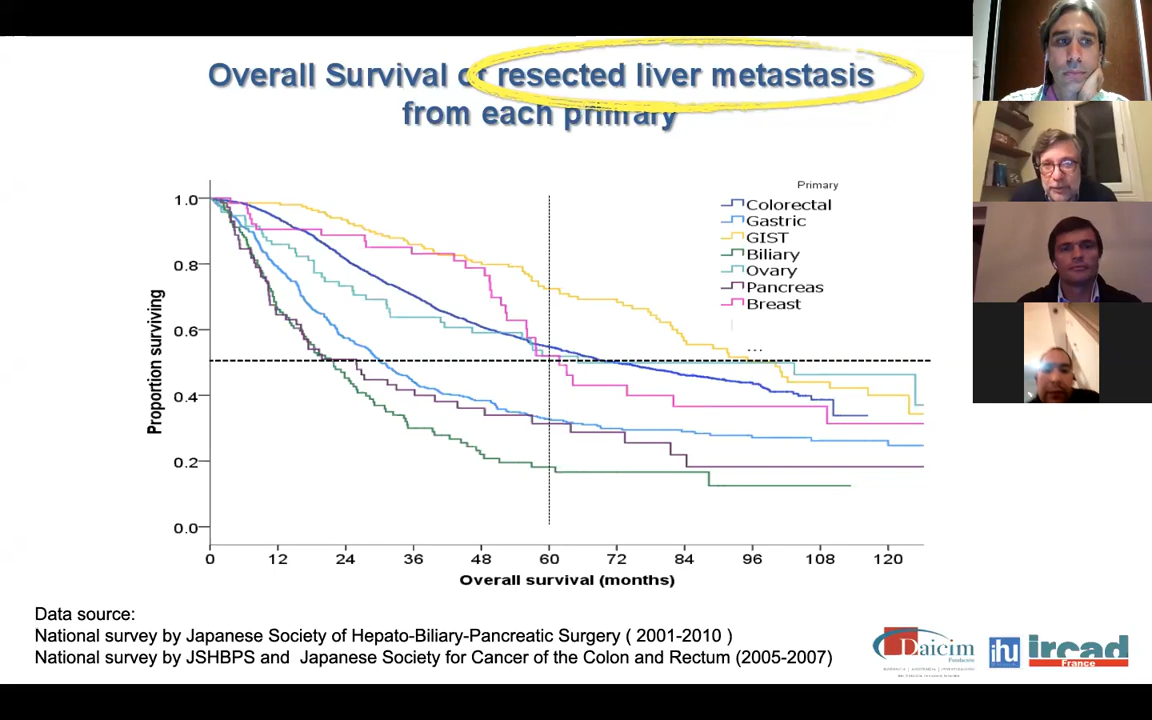 Overall Survival of resected liver metastasis
from each primary
Primary
Colorectal
Gastric
GIST
Biliary
Ovary
Pancreas
Breast
...
Proportion surviving
1.0
0.8
0.6
0.4
0.2
0.0
0 12 24 36 48 60 72 84 96 108 120
Overall survival (months)
Data source:
National survey by Japanese Society of Hepato-Biliary-Pancreatic Surgery ( 2001-2010 )
National survey by JSHBPS and Japanese Society for Cancer of the Colon and Rectum (2005-2007)
Daicim
Fundación
ihu
ircad
France